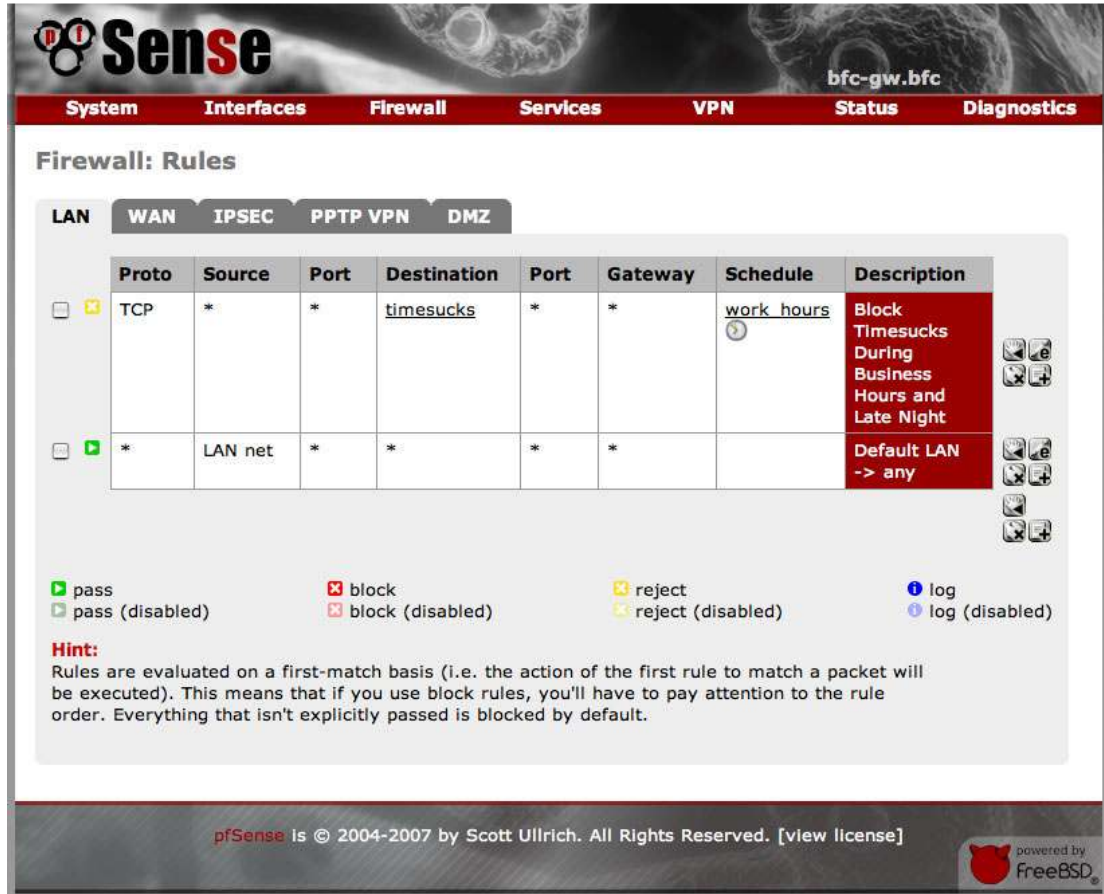 pf Sense
bfc-gw.bfc
System Interfaces Firewall Services VPN Status Diagnostics
Firewall: Rules
LAN WAN IPSEC PPTP VPN DMZ
Proto Source Port Destination Port Gateway Schedule Description
TCP * * timesucks * * work hours Block
Timesucks
During
Business
Hours and
Late Night
* LAN net * * * * Default LAN
-> any
pass block reject log
pass (disabled) block (disabled) reject (disabled) log (disabled)
Hint:
Rules are evaluated on a first-match basis (i.e. the action of the first rule to match a packet will
be executed). This means that if you use block rules, you'll have to pay attention to the rule
order. Everything that isn't explicitly passed is blocked by default.
pfSense is © 2004-2007 by Scott Ullrich. All Rights Reserved. [view license]
powered by
FreeBSD®